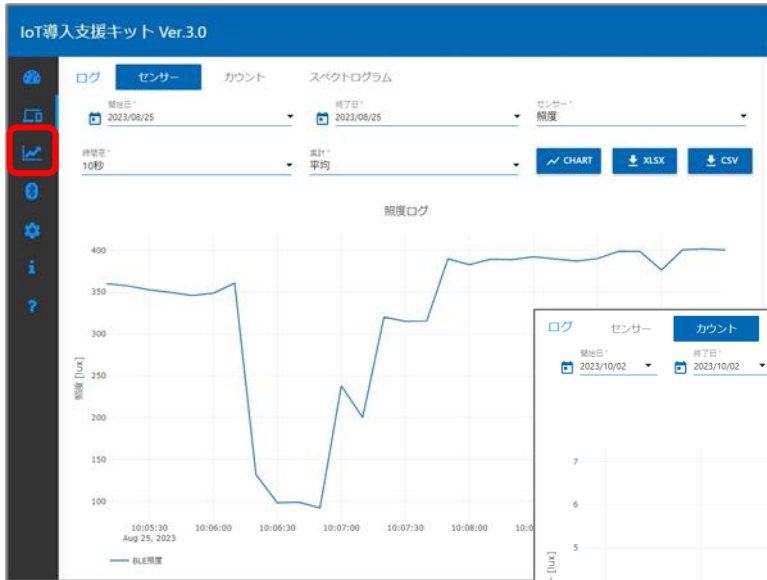 IoT導入支援キット Ver.3.0
ログ センサー カウント スペクトログラム
開始日* 終了日* センサー*
2023/08/25 2023/08/25 照度
時間窓* 集計*
10秒 平均 CHART XLSX CSV
照度ログ
400
350
300
250
200
150
100
照度 [lux]
10:05:30 10:06:00 10:06:30 10:07:00 10:07:30 10:08:00 10:0
Aug 25, 2023
BLE照度
ログ センサー カウント
開始日* 終了日*
2023/10/02 2023/10/02
7
6
5
[lux]